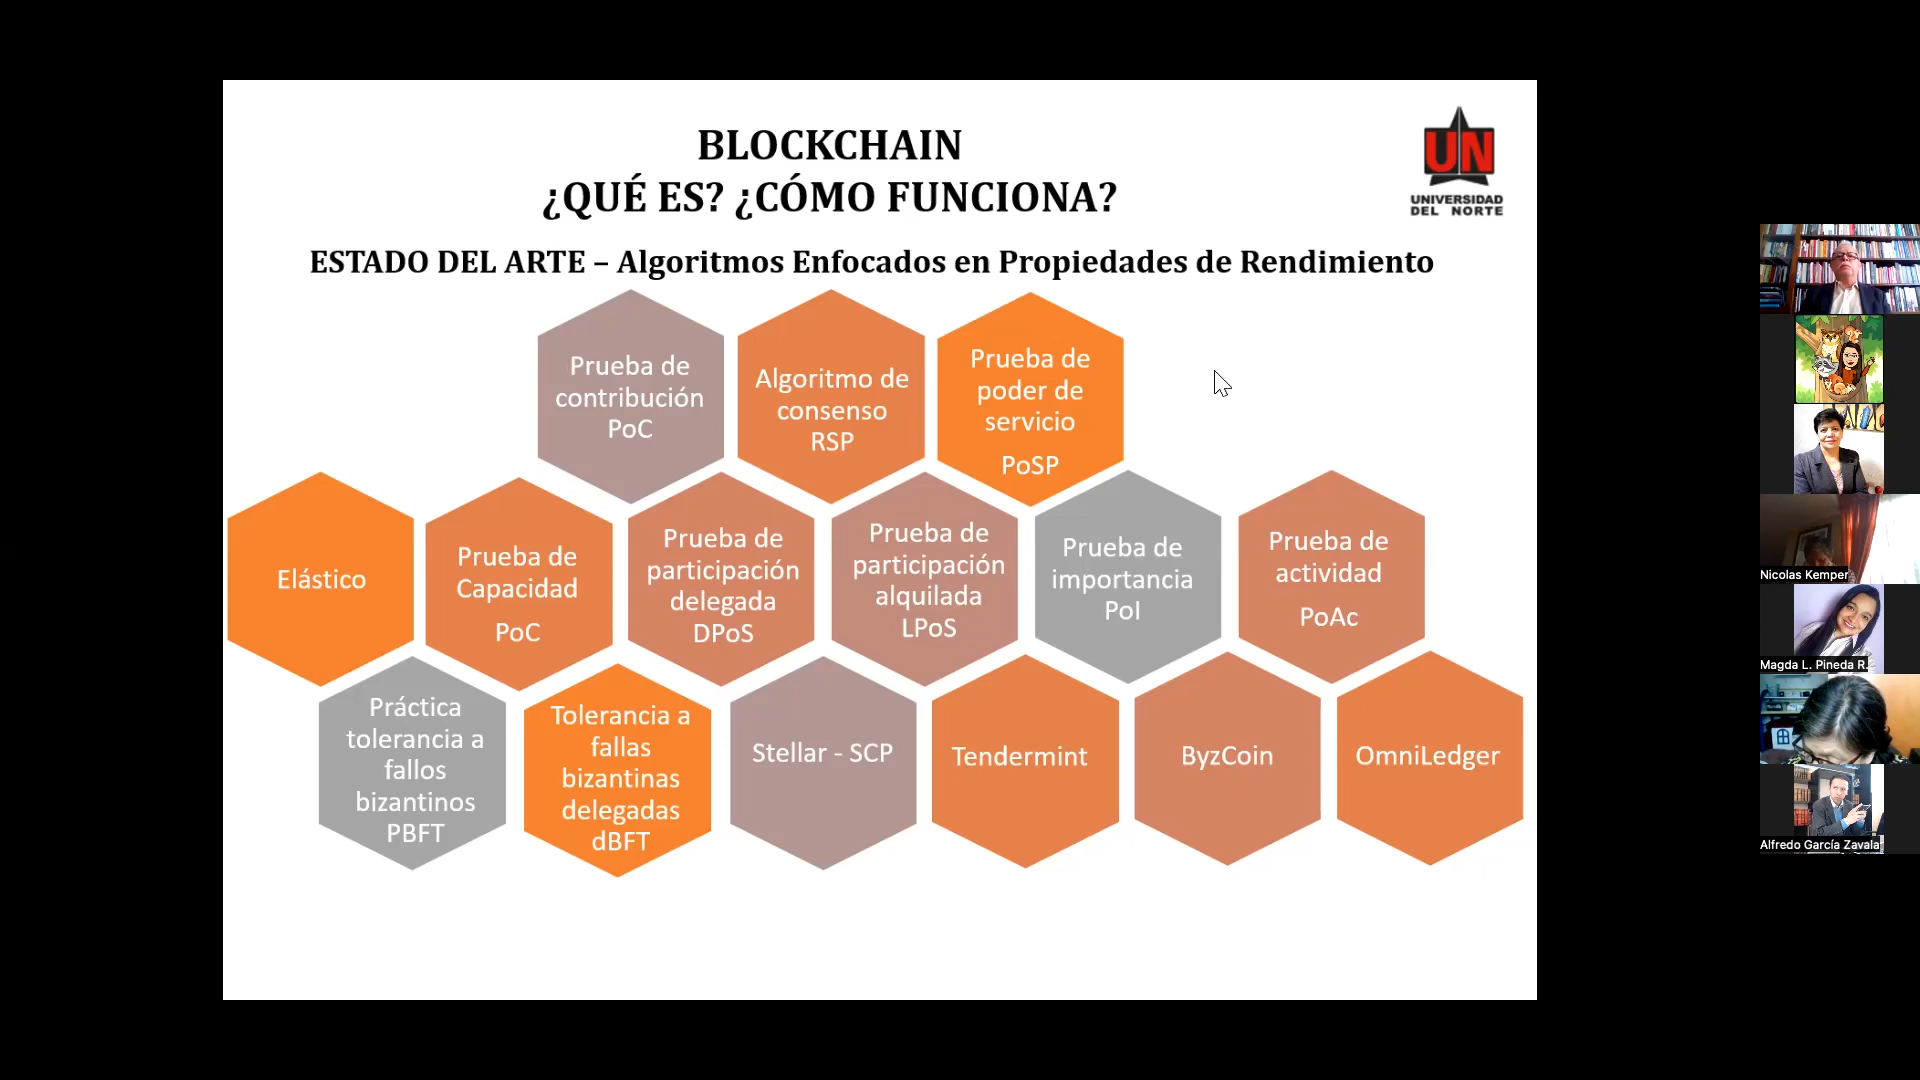 BLOCKCHAIN
¿QUÉ ES? ¿CÓMO FUNCIONA?
UN
UNIVERSIDAD
DEL NORTE
ESTADO DEL ARTE – Algoritmos Enfocados en Propiedades de Rendimiento
Prueba de
contribución
PoC
Algoritmo de
consenso
RSP
Prueba de
poder de
servicio
PoSP
Elástico
Prueba de
Capacidad
PoC
Prueba de
participación
delegada
DPoS
Prueba de
participación
alquilada
LPoS
Prueba de
importancia
PoI
Prueba de
actividad
PoAc
Práctica
tolerancia a
fallos
bizantinos
PBFT
Tolerancia a
fallas
bizantinas
delegadas
dBFT
Stellar - SCP
Tendermint
ByzCoin
OmniLedger
Nicolas Kemper
Magda L. Pineda R.
Alfredo García Zavala